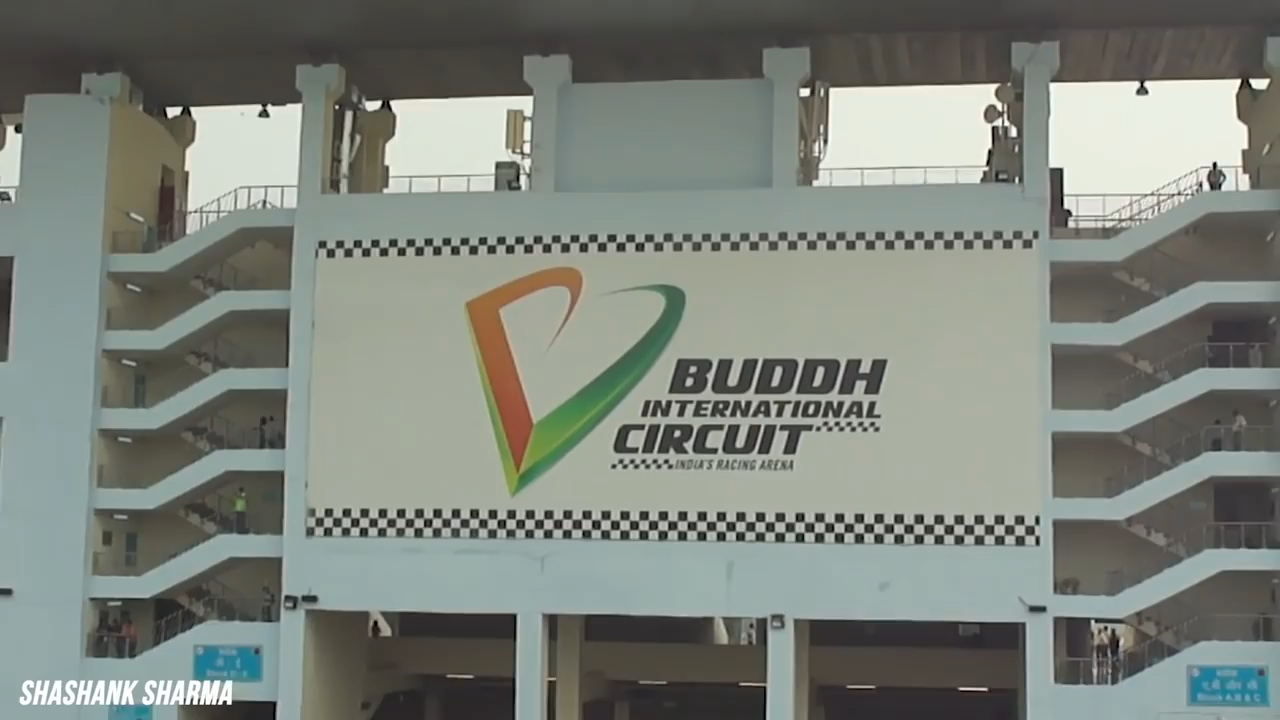 BUDDH
INTERNATIONAL
CIRCUIT
INDIA'S RACING ARENA
SHASHANK SHARMA